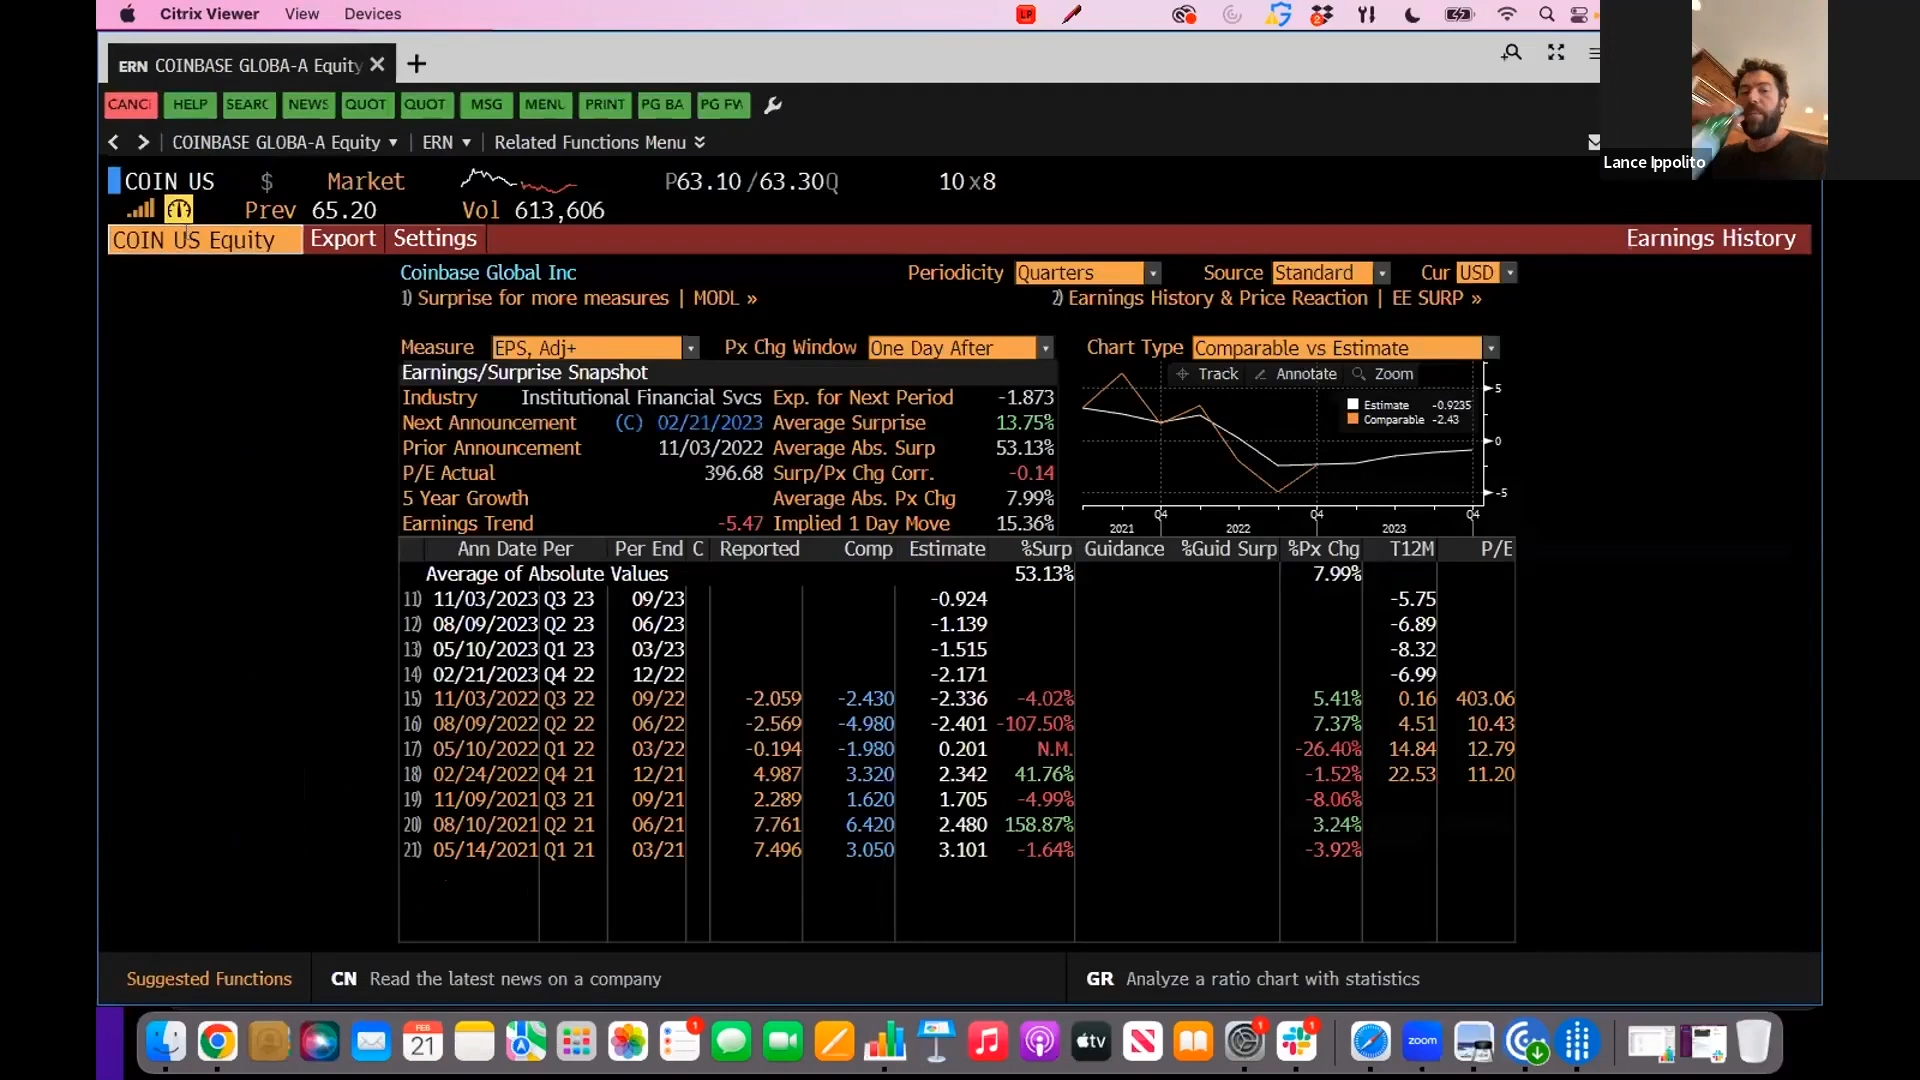 Citrix Viewer View Devices
ERN COINBASE GLOBA-A Equity
CANC HELP SEARC NEWS QUOT QUOT MSG MENU PRINT PG BA PG FW
COINBASE GLOBA-A Equity ERN Related Functions Menu
Lance Ippolito
COIN US $ Market P63.10/63.30Q 10x8
Prev 65.20 Vol 613,606
COIN US Equity Export Settings Earnings History
Coinbase Global Inc Periodicity Quarters Source Standard Cur USD
1) Surprise for more measures | MODL » 2) Earnings History & Price Reaction | EE SURP »
Measure EPS, Adj+ Px Chg Window One Day After Chart Type Comparable vs Estimate
Earnings/Surprise Snapshot Track Annotate Zoom
Industry Institutional Financial Svcs Exp. for Next Period -1.873
Next Announcement (C) 02/21/2023 Average Surprise 13.75%
Prior Announcement 11/03/2022 Average Abs. Surp 53.13%
P/E Actual 396.68 Surp/Px Chg Corr. -0.14
5 Year Growth Average Abs. Px Chg 7.99%
Earnings Trend -5.47 Implied 1 Day Move 15.36%
Estimate -0.9235
Comparable -2.43
5
0
-5
Q4 Q4 Q4
2021 2022 2023
Ann Date Per Per End C Reported Comp Estimate %Surp Guidance %Guid Surp %Px Chg T12M P/E
Average of Absolute Values 53.13% 7.99%
11) 11/03/2023 Q3 23 09/23 -0.924 -5.75
12) 08/09/2023 Q2 23 06/23 -1.139 -6.89
13) 05/10/2023 Q1 23 03/23 -1.515 -8.32
14) 02/21/2023 Q4 22 12/22 -2.171 -6.99
15) 11/03/2022 Q3 22 09/22 -2.059 -2.430 -2.336 -4.02% 5.41% 0.16 403.06
16) 08/09/2022 Q2 22 06/22 -2.569 -4.980 -2.401 -107.50% 7.37% 4.51 10.43
17) 05/10/2022 Q1 22 03/22 -0.194 -1.980 0.201 N.M. -26.40% 14.84 12.79
18) 02/24/2022 Q4 21 12/21 4.987 3.320 2.342 41.76% -1.52% 22.53 11.20
19) 11/09/2021 Q3 21 09/21 2.289 1.620 1.705 -4.99% -8.06%
20) 08/10/2021 Q2 21 06/21 7.761 6.420 2.480 158.87% 3.24%
21) 05/14/2021 Q1 21 03/21 7.496 3.050 3.101 -1.64% -3.92%
Suggested Functions CN Read the latest news on a company GR Analyze a ratio chart with statistics
FEB
21
1
tv
1
1
zoom